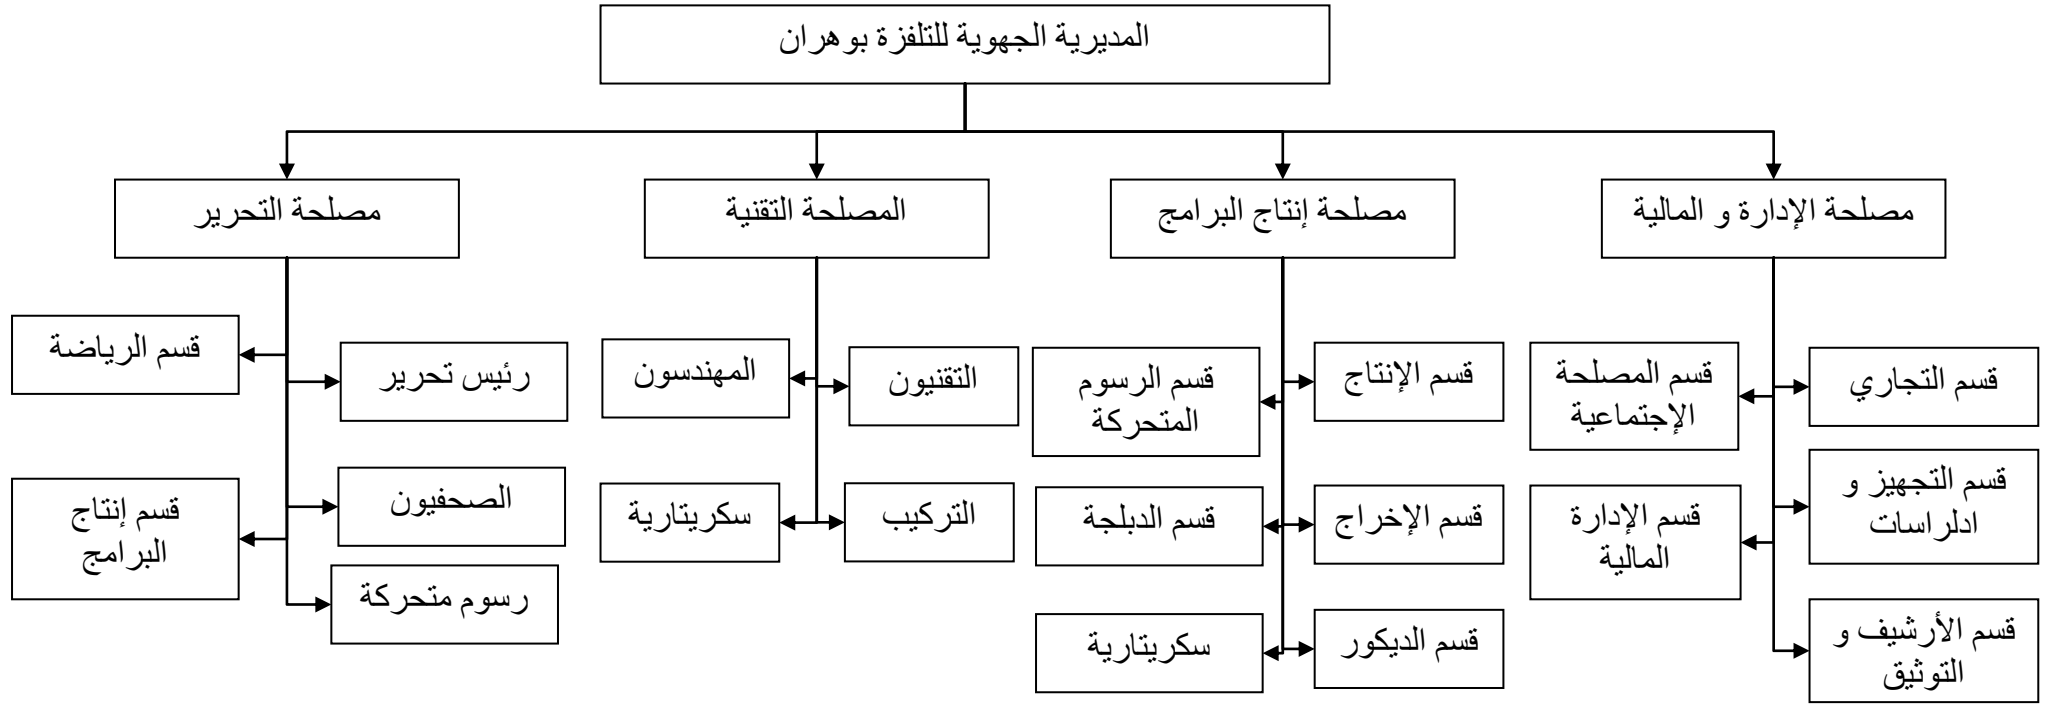 المديرية الجهوية للتلفزة بوهران
مصلحة الإدارة و المالية
مصلحة إنتاج البرامج
المصلحة التقنية
مصلحة التحرير
قسم التجاري
قسم المصلحة
الإجتماعية
قسم التجهيز و
ادلراسات
قسم الإدارة
المالية
قسم الأرشيف و
التوثيق
قسم الإنتاج
قسم الرسوم
المتحركة
قسم الإخراج
قسم الدبلجة
قسم الديكور
سكريتارية
التقنيون
المهندسون
التركيب
سكريتارية
رئيس تحرير
قسم الرياضة
الصحفيون
قسم إنتاج
البرامج
رسوم متحركة